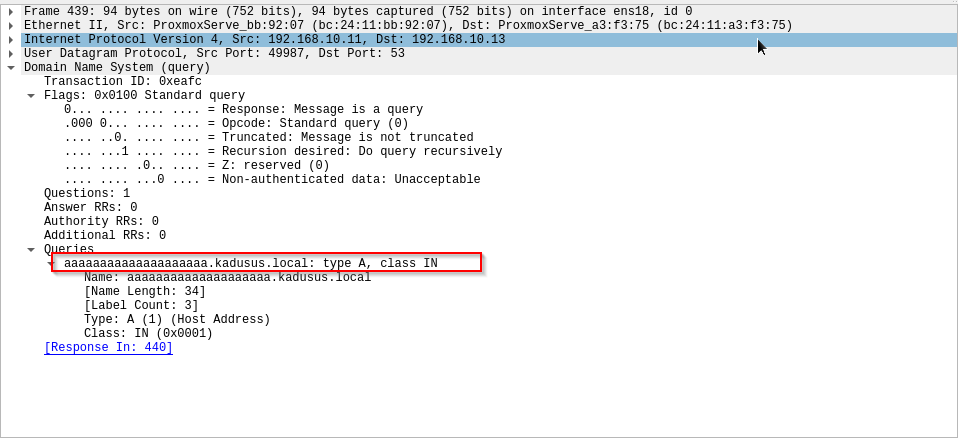 Frame 439: 94 bytes on wire (752 bits), 94 bytes captured (752 bits) on interface ens18, id 0
Ethernet II, Src: ProxmoxServe_bb:92:07 (bc:24:11:bb:92:07), Dst: ProxmoxServe_a3:f3:75 (bc:24:11:a3:f3:75)
Internet Protocol Version 4, Src: 192.168.10.11, Dst: 192.168.10.13
User Datagram Protocol, Src Port: 49987, Dst Port: 53
Domain Name System (query)
Transaction ID: 0xeafc
Flags: 0x0100 Standard query
0... .... .... .... = Response: Message is a query
.000 0... .... .... = Opcode: Standard query (0)
.... ..0. .... .... = Truncated: Message is not truncated
.... ...1 .... .... = Recursion desired: Do query recursively
.... .... .0.. .... = Z: reserved (0)
.... .... ...0 .... = Non-authenticated data: Unacceptable
Questions: 1
Answer RRs: 0
Authority RRs: 0
Additional RRs: 0
Queries
aaaaaaaaaaaaaaaaaaaa.kadusus.local: type A, class IN
Name: aaaaaaaaaaaaaaaaaaaa.kadusus.local
[Name Length: 34]
[Label Count: 3]
Type: A (1) (Host Address)
Class: IN (0x0001)
[Response In: 440]